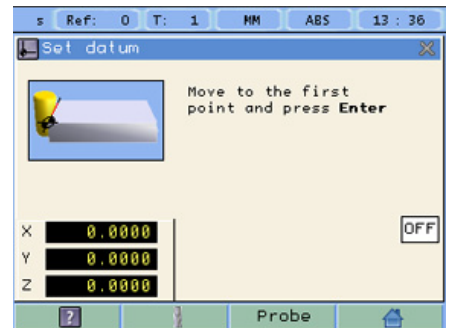 s Ref: 0 T: 1 MM ABS 13 : 36
Set datum
Move to the first
point and press Enter
OFF
X 0.0000
Y 0.0000
Z 0.0000
? Probe